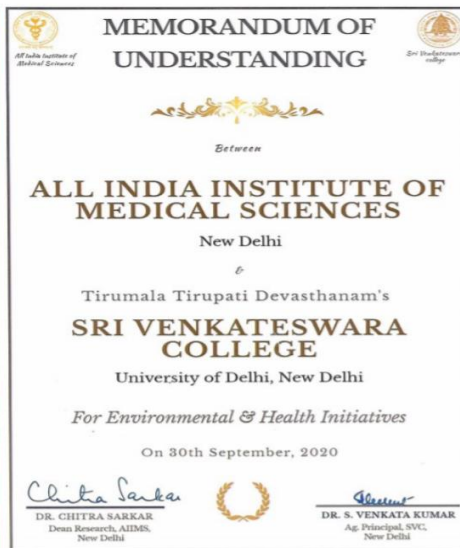 MEMORANDUM OF
UNDERSTANDING
All India Institute of
Medical Sciences
Sri Venkateswara
college
Between
ALL INDIA INSTITUTE OF
MEDICAL SCIENCES
New Delhi
&
Tirumala Tirupati Devasthanam's
SRI VENKATESWARA
COLLEGE
University of Delhi, New Delhi
For Environmental & Health Initiatives
On 30th September, 2020
Chitra Sarkar
DR. CHITRA SARKAR
Dean Research, AIIMS,
New Delhi
DR. S. VENKATA KUMAR
Ag. Principal, SVC,
New Delhi